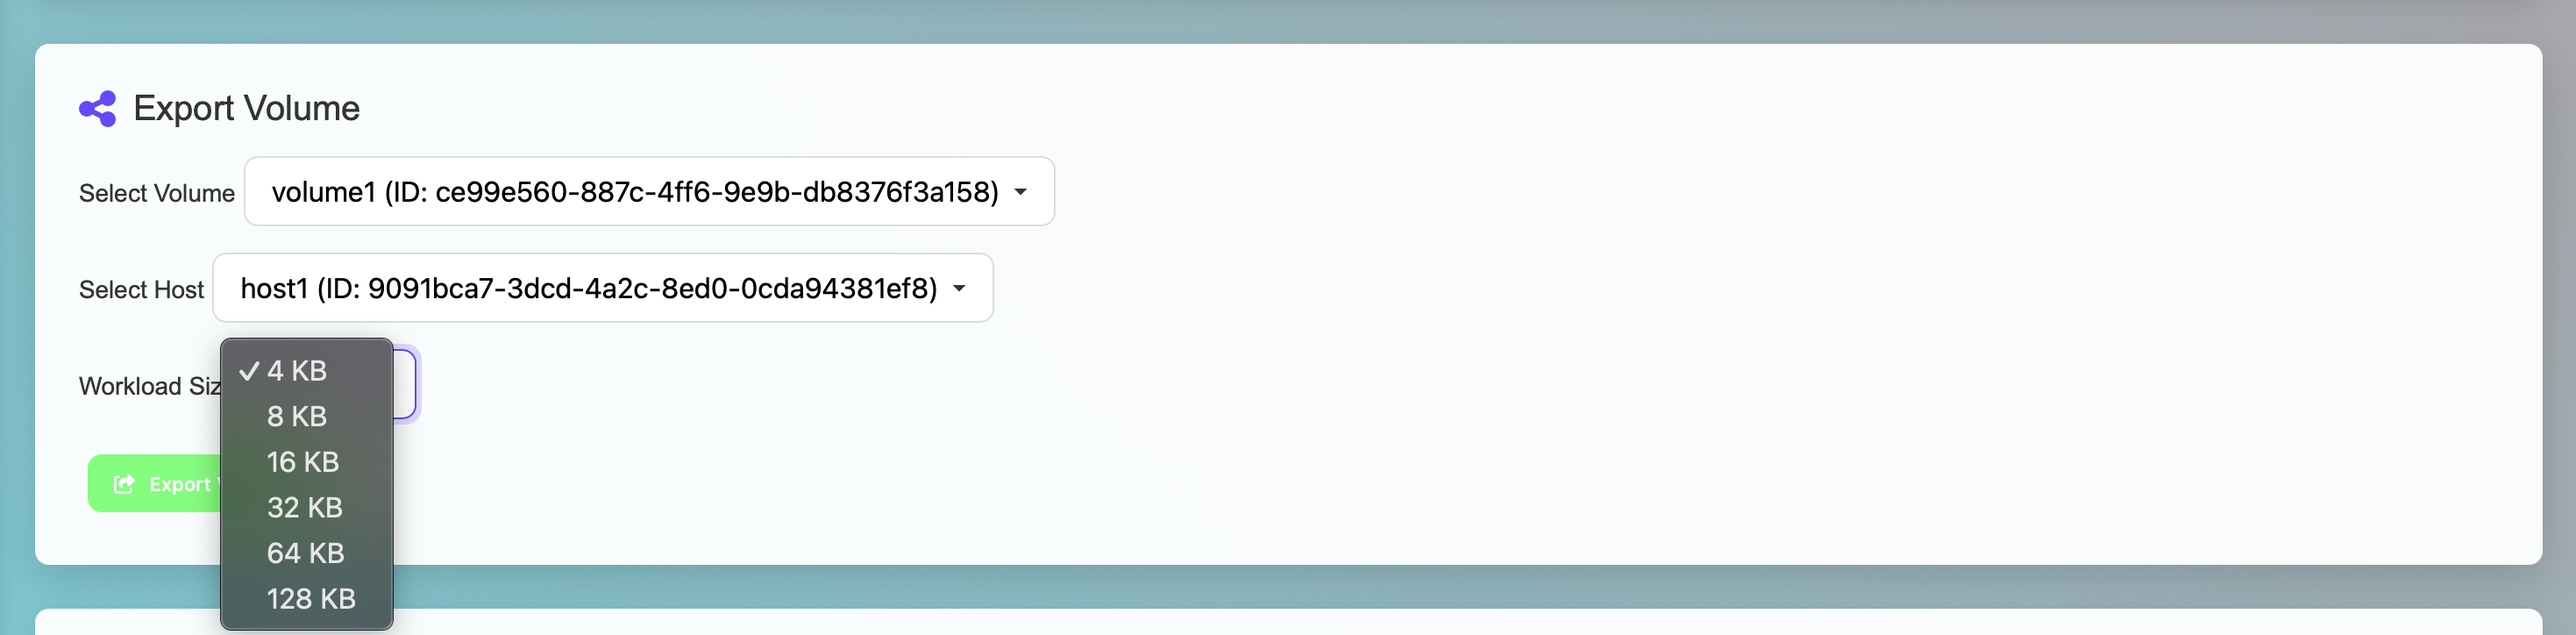 Export Volume
Select Volume volume1 (ID: ce99e560-887c-4ff6-9e9b-db8376f3a158)
Select Host host1 (ID: 9091bca7-3dcd-4a2c-8ed0-0cda94381ef8)
Workload
4 KB
8 KB
16 KB
32 KB
64 KB
128 KB
Export